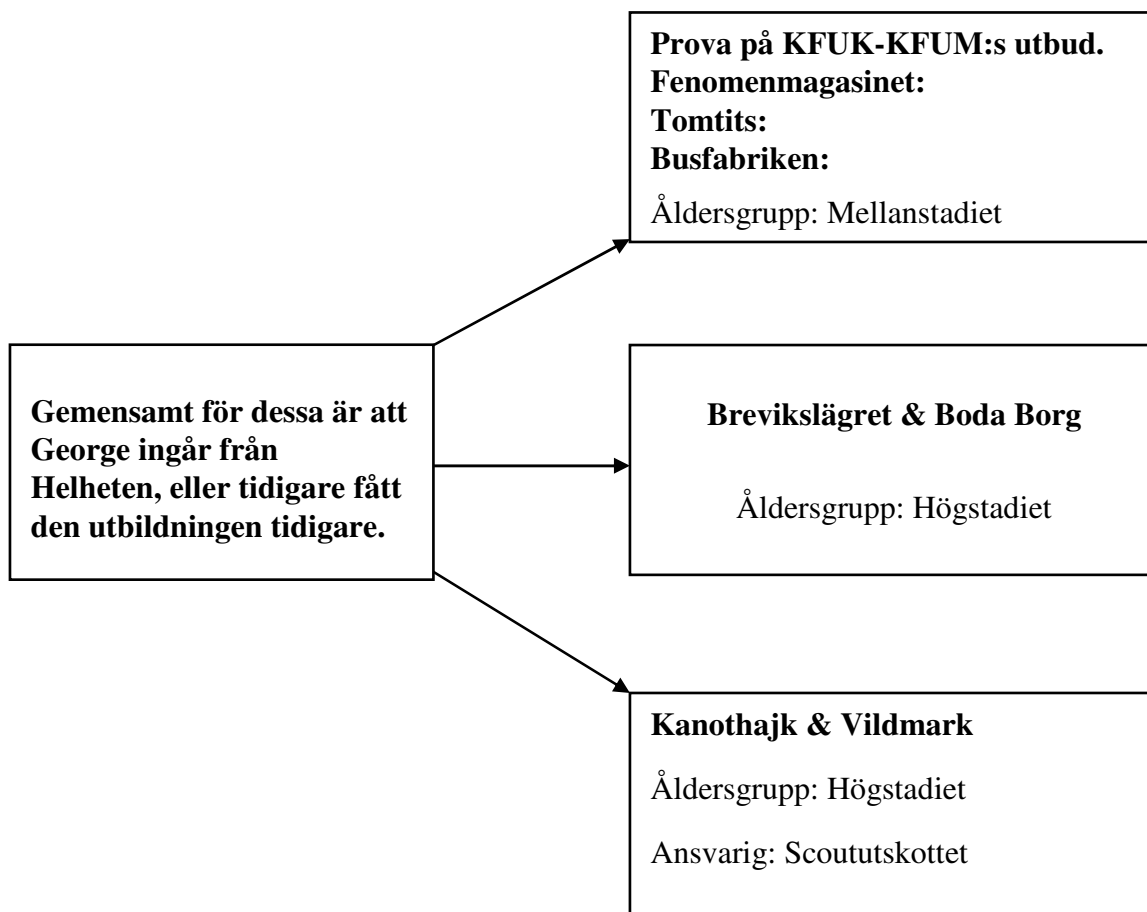 Prova på KFUK-KFUM:s utbud.
Fenomenmagasinet:
Tomtits:
Busfabriken:
Åldersgrupp: Mellanstadiet
Gemensamt för dessa är att
George ingår från
Helheten, eller tidigare fått
den utbildningen tidigare.
Brevikslägret & Boda Borg
Åldersgrupp: Högstadiet
Kanothajk & Vildmark
Åldersgrupp: Högstadiet
Ansvarig: Scoututskottet